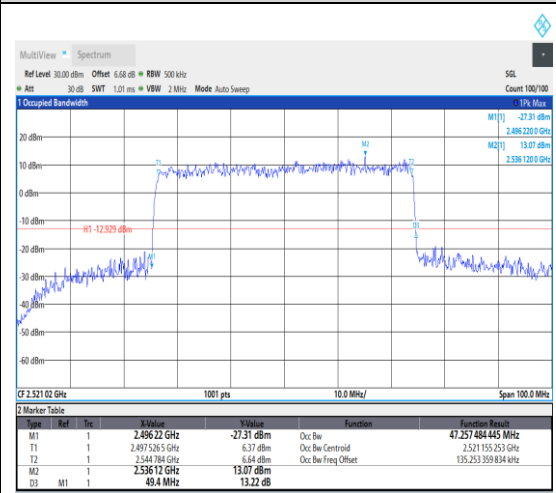 MultiView Spectrum
Ref Level 30.00 dBm Offset 6.68 dB RBW 500 kHz SGL
Att 30 dB SWT 1.01 ms VBW 2 MHz Mode Auto Sweep Count 100/100
1 Occupied Bandwidth 1Pk Max
M1[1] -27.31 dBm
2.496 220 0 GHz
M2[1] 13.07 dBm
2.536 120 0 GHz
20 dBm
M2
T1
T2
10 dBm
0 dBm
-10 dBm
H1 -12.929 dBm
D3
-20 dBm
M1
-30 dBm
-40 dBm
-50 dBm
-60 dBm
CF 2.521 02 GHz 1001 pts 10.0 MHz/ Span 100.0 MHz
2 Marker Table
Type Ref Trc X-Value Y-Value Function Function Result
M1 1 2.496 22 GHz -27.31 dBm Occ Bw 47.257 484 445 MHz
T1 1 2.497 526 5 GHz 6.37 dBm Occ Bw Centroid 2.521 155 253 GHz
T2 1 2.544 784 GHz 6.64 dBm Occ Bw Freq Offset 135.253 359 834 kHz
M2 1 2.536 12 GHz 13.07 dBm
D3 M1 1 49.4 MHz 13.22 dB